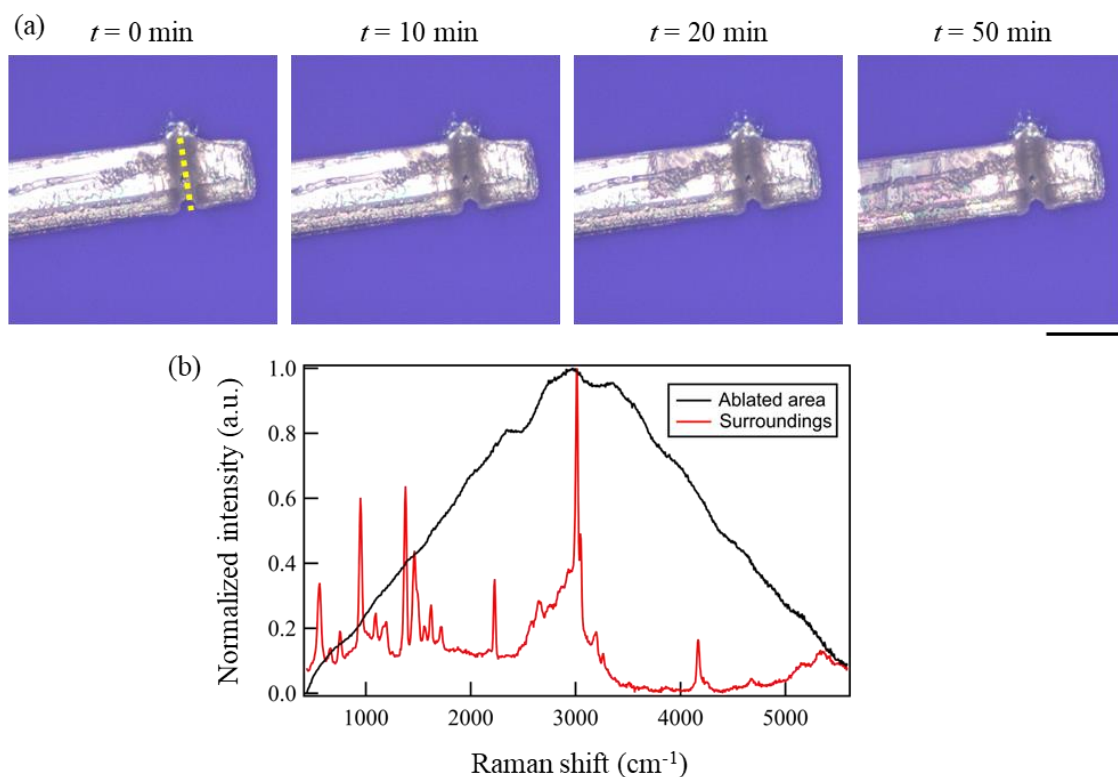 (a)
t = 0 min
t = 10 min
t = 20 min
t = 50 min
(b)
Normalized intensity (a.u.)
1.0
0.8
0.6
0.4
0.2
0.0
Ablated area
Surroundings
1000 2000 3000 4000 5000
Raman shift (cm⁻¹)